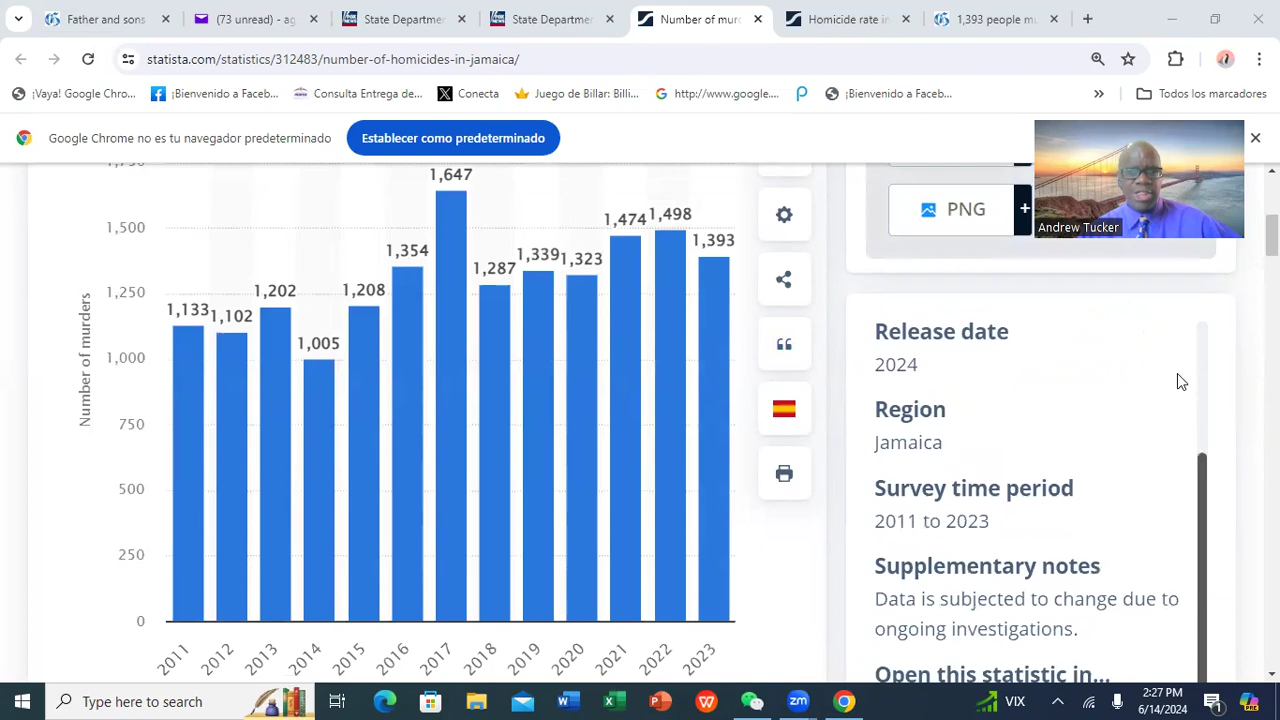 Father and sons
(73 unread) - ag
State Departmen
State Departmen
Number of murd
Homicide rate in
1,393 people mu
statista.com/statistics/312483/number-of-homicides-in-jamaica/
¡Vaya! Google Chro...
¡Bienvenido a Faceb...
Consulta Entrega de...
Conecta
Juego de Billar: Billi...
http://www.google....
¡Bienvenido a Faceb...
»
Todos los marcadores
Google Chrome no es tu navegador predeterminado
Establecer como predeterminado
PNG
+
Andrew Tucker
Number of murders
1,750
1,500
1,250
1,000
750
500
250
0
1,133
1,102
1,202
1,005
1,208
1,354
1,647
1,287
1,339
1,323
1,474
1,498
1,393
2011
2012
2013
2014
2015
2016
2017
2018
2019
2020
2021
2022
2023
Release date
2024
Region
Jamaica
Survey time period
2011 to 2023
Supplementary notes
Data is subjected to change due to
ongoing investigations.
Open this statistic in...
Type here to search
VIX
2:27 PM
6/14/2024